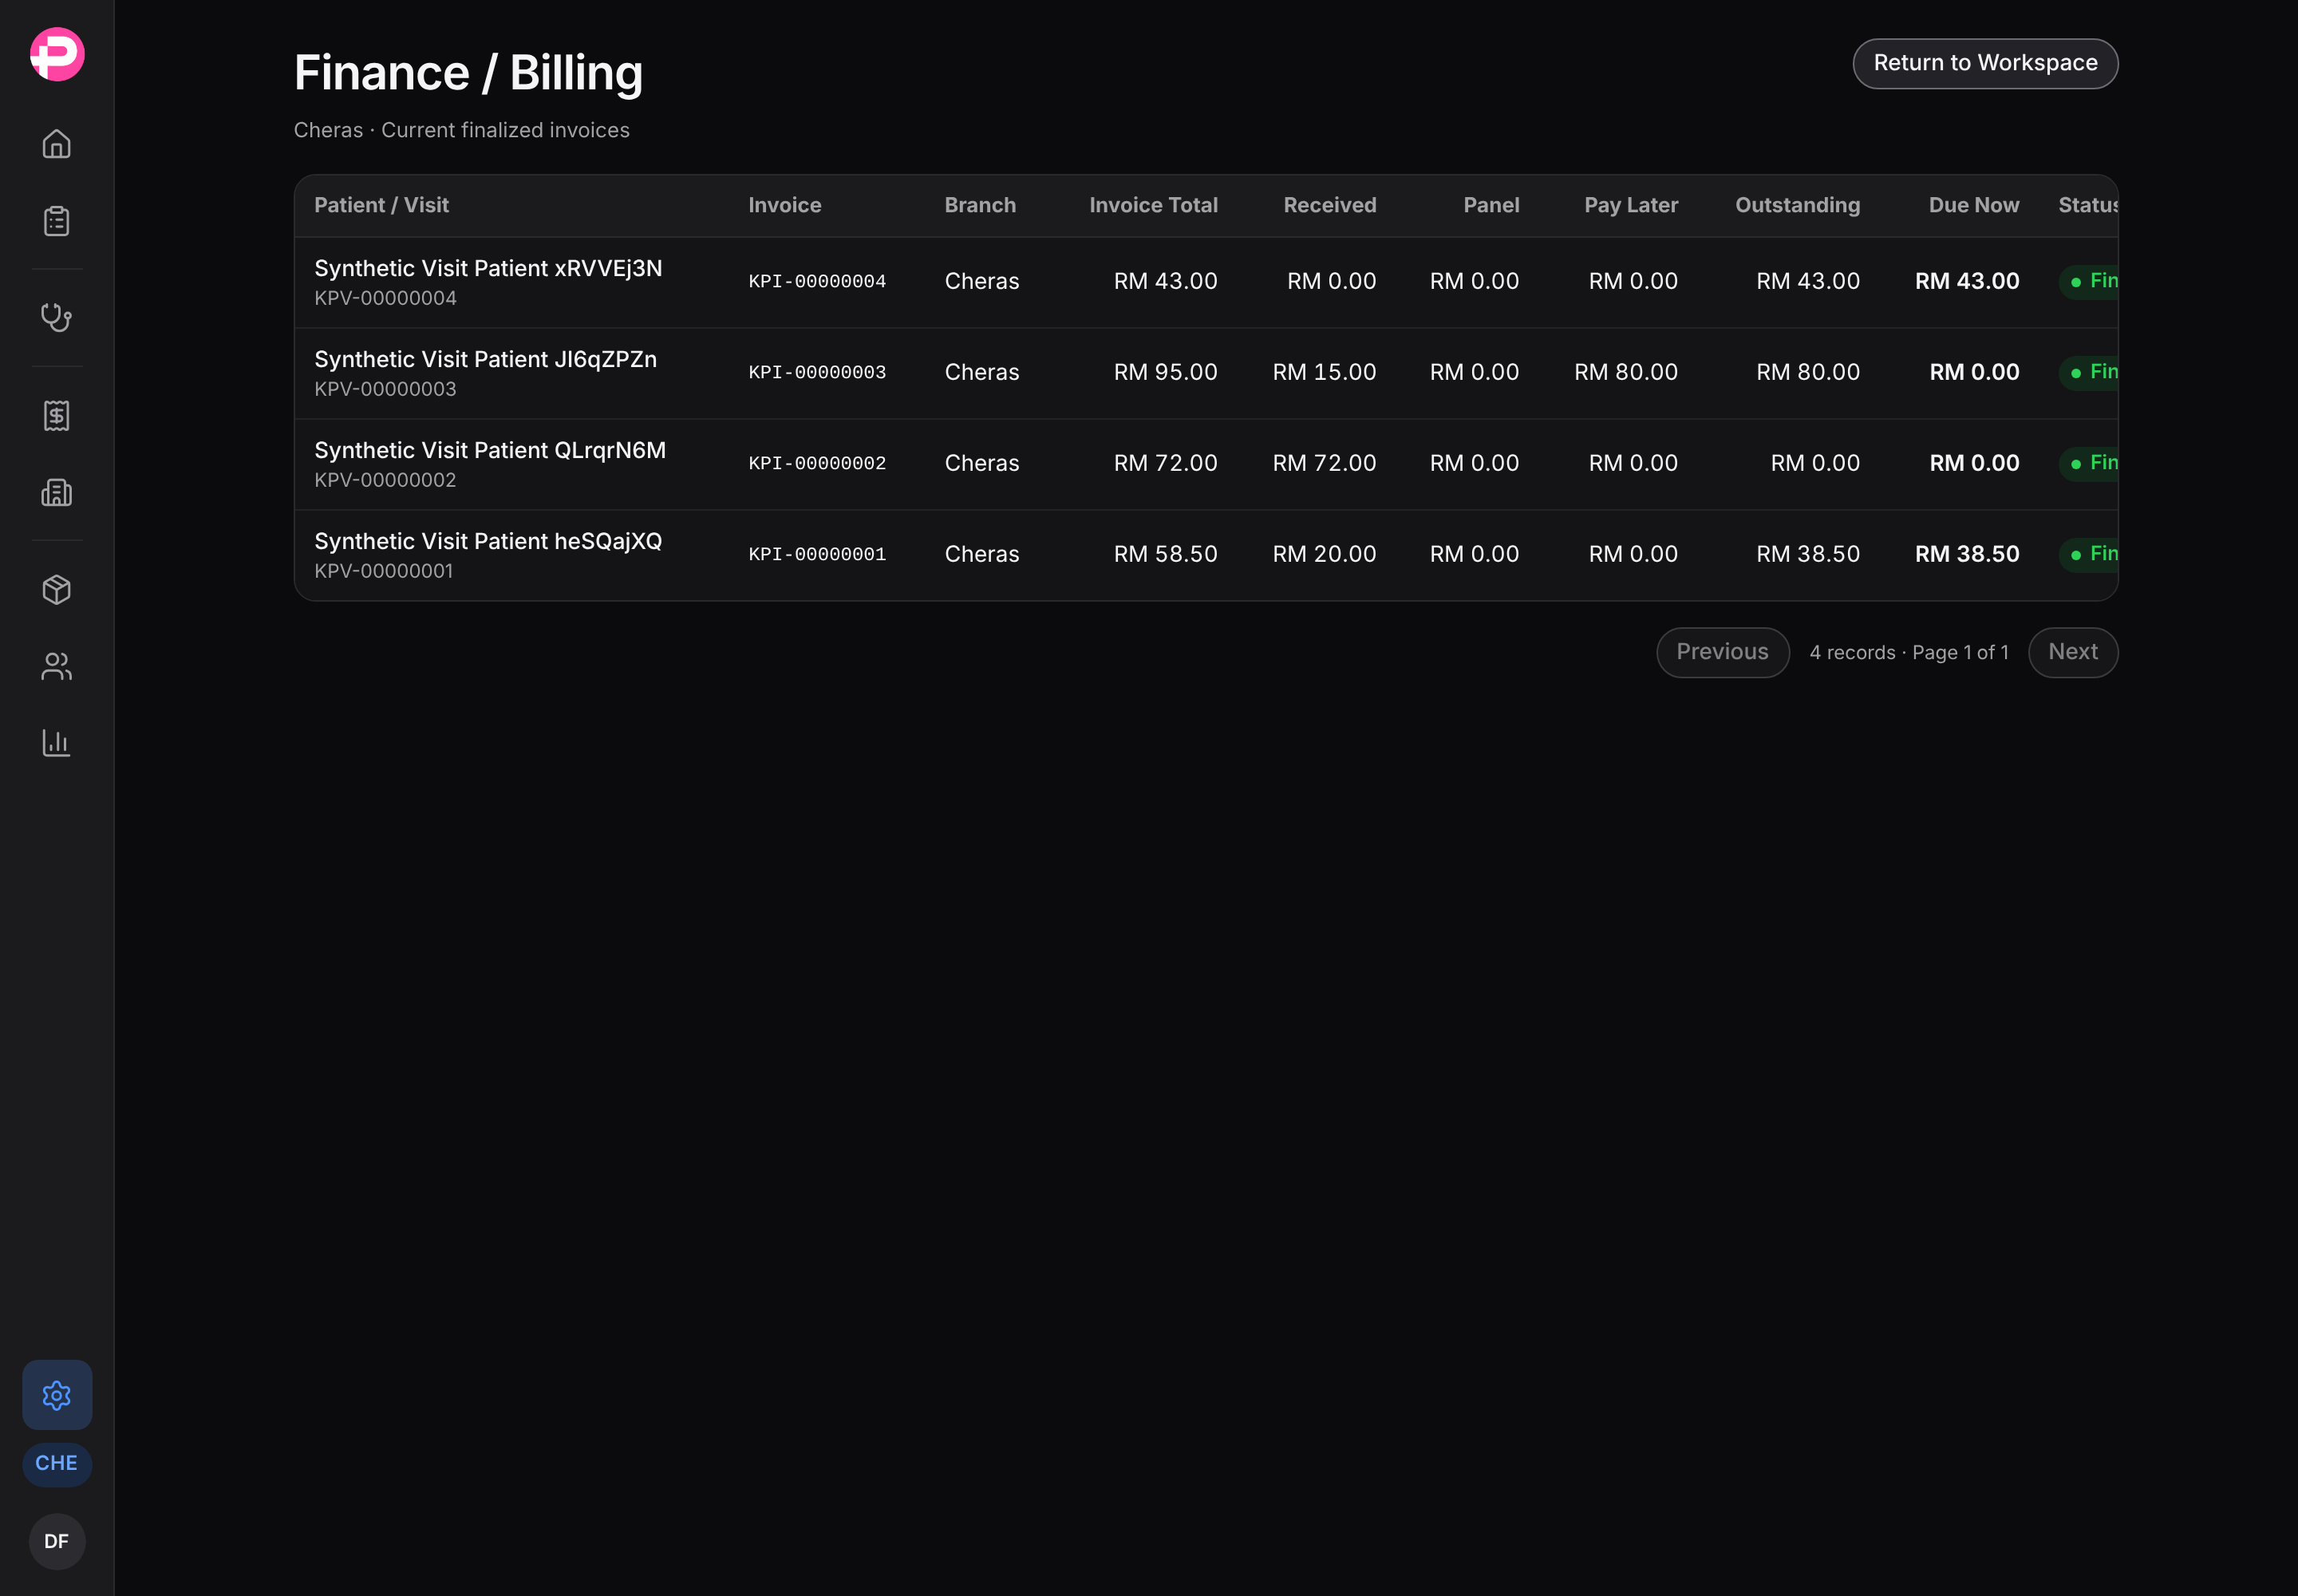 Finance / Billing
Return to Workspace
Cheras · Current finalized invoices
Patient / Visit Invoice Branch Invoice Total Received Panel Pay Later Outstanding Due Now Status
Synthetic Visit Patient xRVVEj3N
KPV-00000004
KPI-00000004 Cheras RM 43.00 RM 0.00 RM 0.00 RM 0.00 RM 43.00 RM 43.00 Fin
Synthetic Visit Patient JI6qZPZn
KPV-00000003
KPI-00000003 Cheras RM 95.00 RM 15.00 RM 0.00 RM 80.00 RM 80.00 RM 0.00 Fin
Synthetic Visit Patient QLrqrN6M
KPV-00000002
KPI-00000002 Cheras RM 72.00 RM 72.00 RM 0.00 RM 0.00 RM 0.00 RM 0.00 Fin
Synthetic Visit Patient heSQajXQ
KPV-00000001
KPI-00000001 Cheras RM 58.50 RM 20.00 RM 0.00 RM 0.00 RM 38.50 RM 38.50 Fin
Previous 4 records · Page 1 of 1 Next
CHE
DF